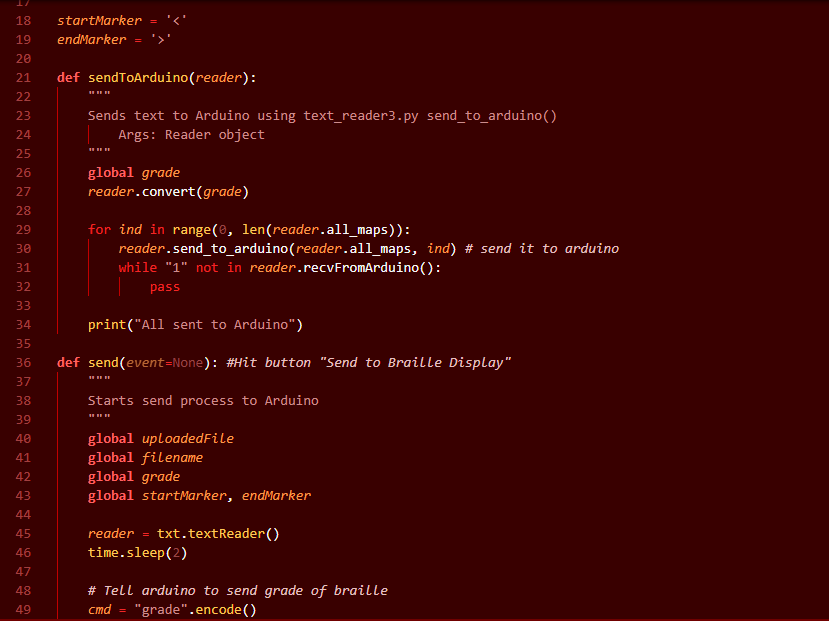 17
18 startMarker = '<'
19 endMarker = '>'
20
21 def sendToArduino(reader):
22 """
23 Sends text to Arduino using text_reader3.py send_to_arduino()
24 Args: Reader object
25 """
26 global grade
27 reader.convert(grade)
28
29 for ind in range(0, len(reader.all_maps)):
30 reader.send_to_arduino(reader.all_maps, ind) # send it to arduino
31 while "1" not in reader.recvFromArduino():
32 pass
33
34 print("All sent to Arduino")
35
36 def send(event=None): #Hit button "Send to Braille Display"
37 """
38 Starts send process to Arduino
39 """
40 global uploadedFile
41 global filename
42 global grade
43 global startMarker, endMarker
44
45 reader = txt.textReader()
46 time.sleep(2)
47
48 # Tell arduino to send grade of braille
49 cmd = "grade".encode()